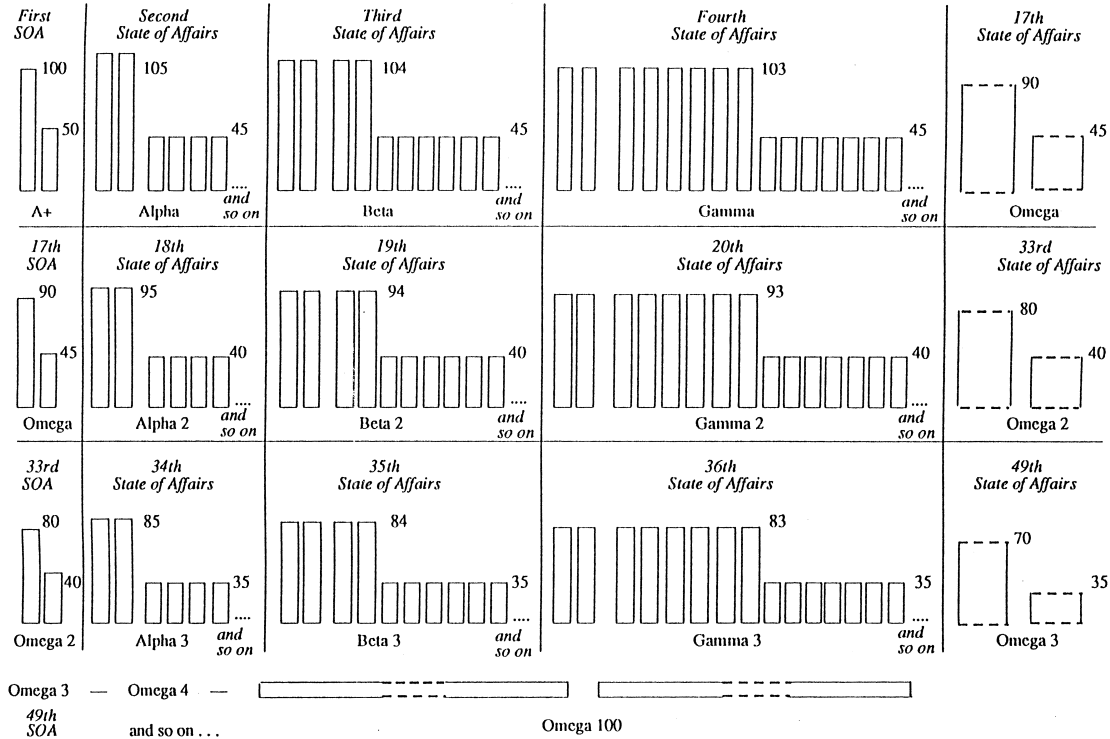 First
SOA
100
50
A+
Second
State of Affairs
105
45
....
and
so on
Alpha
Third
State of Affairs
104
45
....
and
so on
Beta
Fourth
State of Affairs
103
45
....
and
so on
Gamma
17th
State of Affairs
90
45
Omega
17th
SOA
90
45
Omega
18th
State of Affairs
95
40
....
and
so on
Alpha 2
19th
State of Affairs
94
40
....
and
so on
Beta 2
20th
State of Affairs
93
40
....
and
so on
Gamma 2
33rd
State of Affairs
80
40
Omega 2
33rd
SOA
80
40
Omega 2
34th
State of Affairs
85
35
....
and
so on
Alpha 3
35th
State of Affairs
84
35
....
and
so on
Beta 3
36th
State of Affairs
83
35
....
and
so on
Gamma 3
49th
State of Affairs
70
35
Omega 3
Omega 3 — Omega 4 —
49th
SOA
and so on . . .
Omega 100